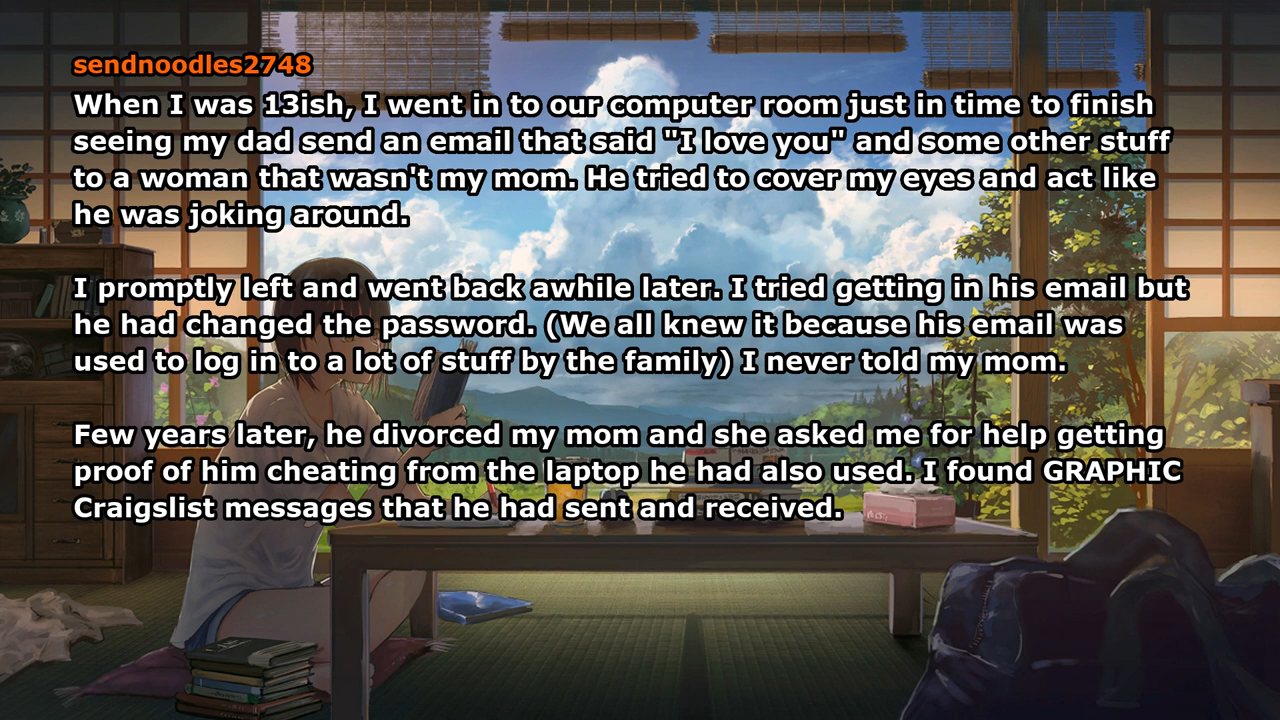 sendnoodles2748
When I was 13ish, I went in to our computer room just in time to finish
seeing my dad send an email that said "I love you" and some other stuff
to a woman that wasn't my mom. He tried to cover my eyes and act like
he was joking around.
I promptly left and went back awhile later. I tried getting in his email but
he had changed the password. (We all knew it because his email was
used to log in to a lot of stuff by the family) I never told my mom.
Few years later, he divorced my mom and she asked me for help getting
proof of him cheating from the laptop he had also used. I found GRAPHIC
Craigslist messages that he had sent and received.